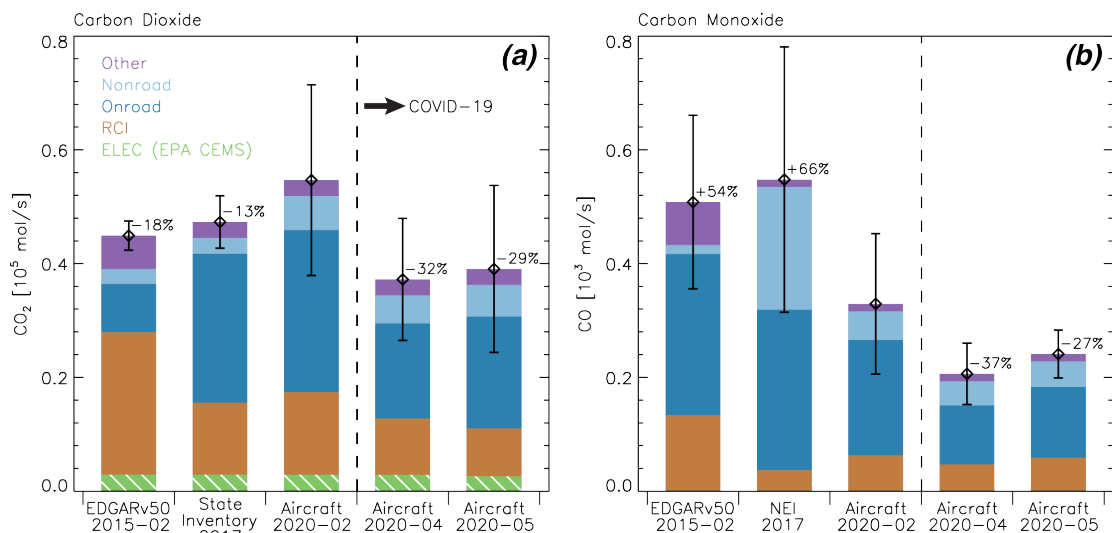 Carbon Dioxide
(a)
0.8
0.6
0.4
0.2
0.0
CO2 [10^5 mol/s]
Other
Nonroad
Onroad
RCI
ELEC (EPA CEMS)
COVID-19
-18%
-13%
-32%
-29%
EDGARv50
2015-02
State
Inventory
2017
Aircraft
2020-02
Aircraft
2020-04
Aircraft
2020-05
Carbon Monoxide
(b)
0.8
0.6
0.4
0.2
0.0
CO [10^3 mol/s]
+54%
+66%
-37%
-27%
EDGARv50
2015-02
NEI
2017
Aircraft
2020-02
Aircraft
2020-04
Aircraft
2020-05